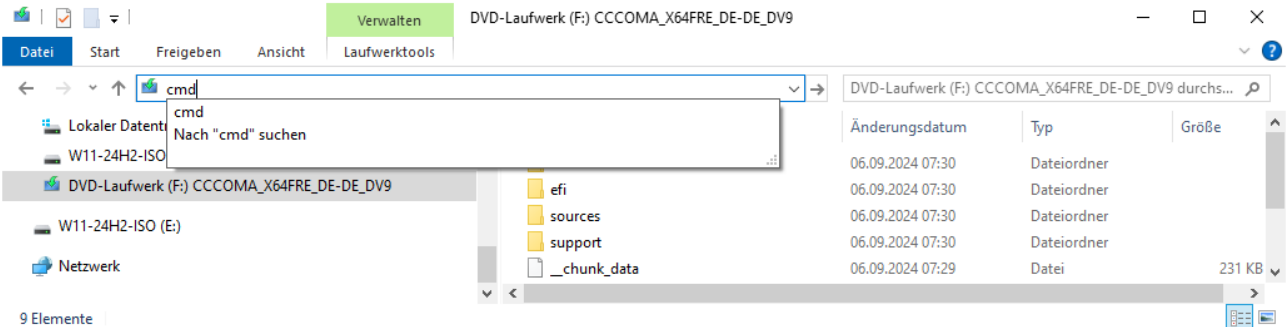 Verwalten
DVD-Laufwerk (F:) CCCOMA_X64FRE_DE-DE_DV9
Datei Start Freigeben Ansicht Laufwerktools
cmd
DVD-Laufwerk (F:) CCCOMA_X64FRE_DE-DE_DV9 durchs...
cmd
Nach "cmd" suchen
Lokaler Datent
W11-24H2-ISO
DVD-Laufwerk (F:) CCCOMA_X64FRE_DE-DE_DV9
W11-24H2-ISO (E:)
Netzwerk
Änderungsdatum Typ Größe
06.09.2024 07:30 Dateiordner
efi 06.09.2024 07:30 Dateiordner
sources 06.09.2024 07:30 Dateiordner
support 06.09.2024 07:30 Dateiordner
__chunk_data 06.09.2024 07:29 Datei 231 KB
9 Elemente